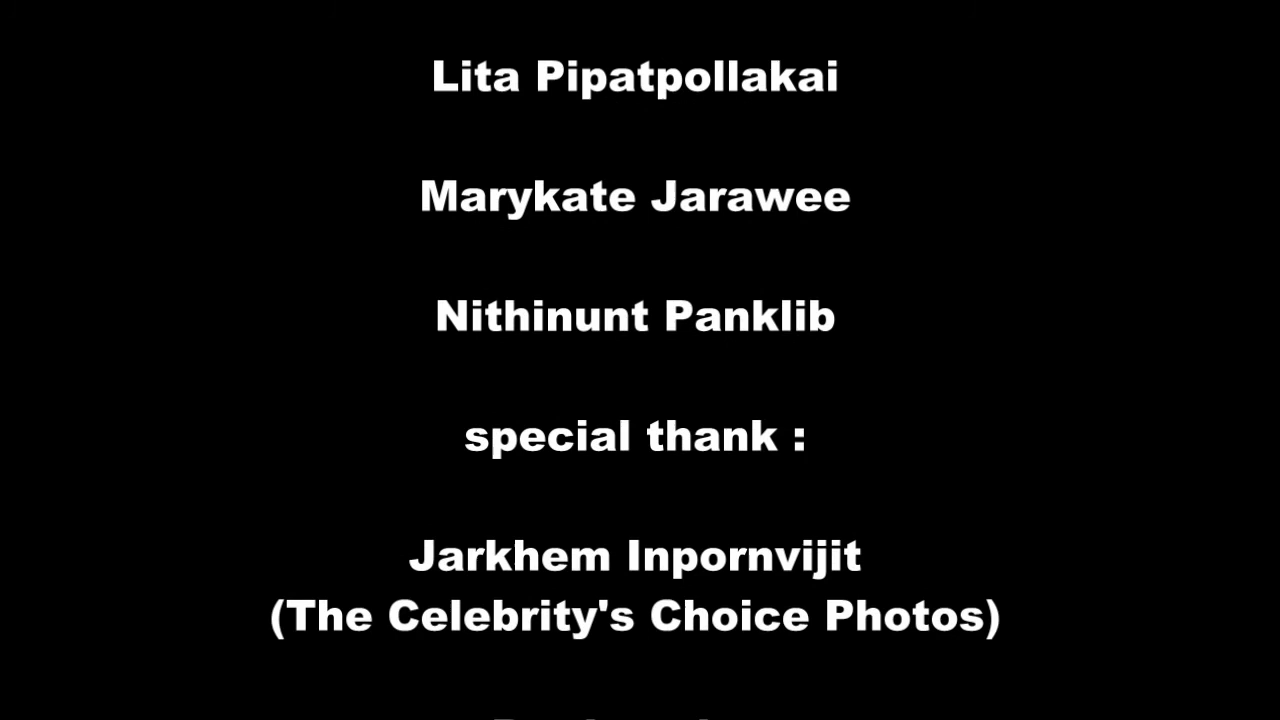 Lita Pipatpollakai
Marykate Jarawee
Nithinunt Panklib
special thank :
Jarkhem Inpornvijit
(The Celebrity's Choice Photos)